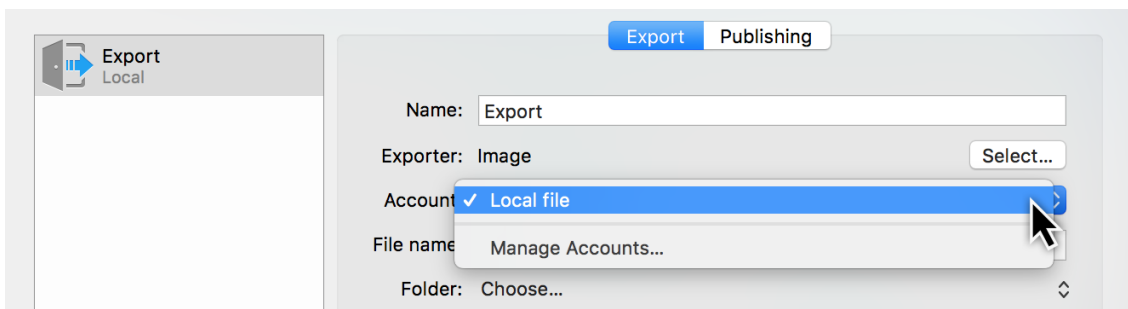 Export
Local
Export Publishing
Name: Export
Exporter: Image Select...
Account ✓ Local file
File name
Manage Accounts...
Folder: Choose...